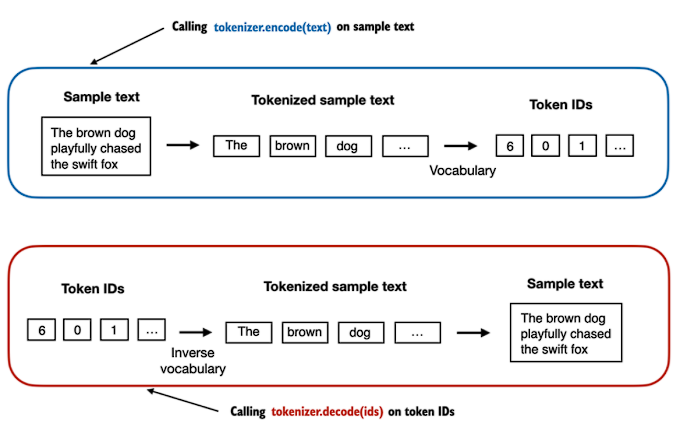 Calling tokenizer.encode(text) on sample text
Sample text
Tokenized sample text
Token IDs
The brown dog
playfully chased
the swift fox
The brown dog ...
6 0 1 ...
Vocabulary
Token IDs
Tokenized sample text
Sample text
6 0 1 ...
The brown dog ...
The brown dog
playfully chased
the swift fox
Inverse
vocabulary
Calling tokenizer.decode(ids) on token IDs